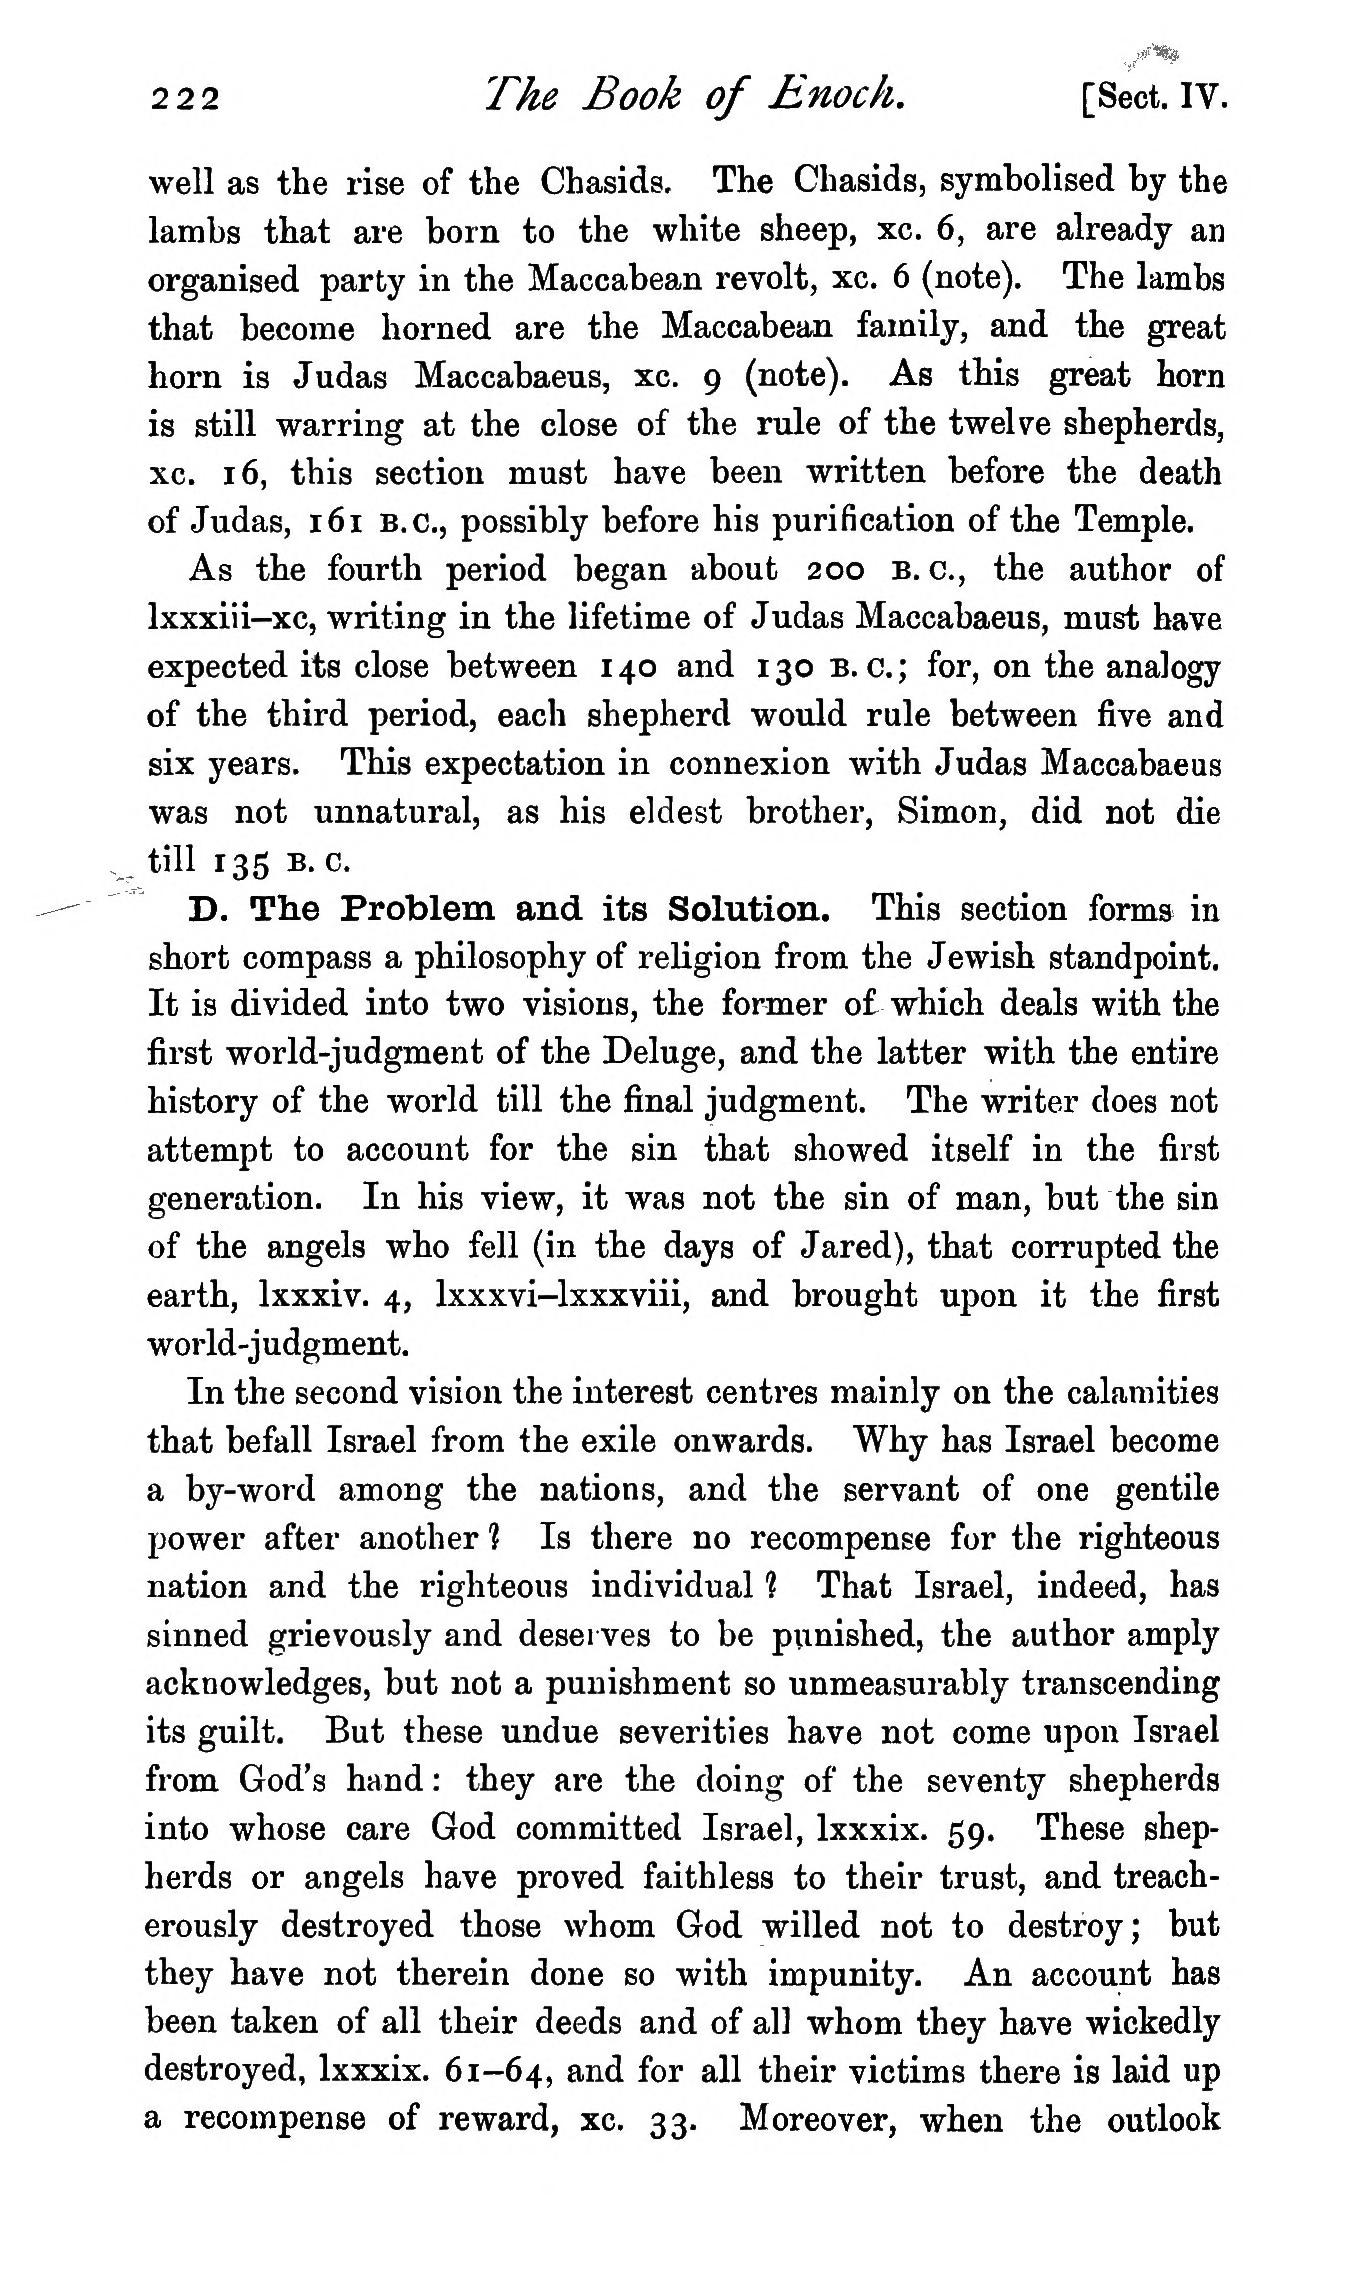 222 The Book of Enoch. [Sect. IV.
well as the rise of the Chasids. The Chasids, symbolised by the
lambs that are born to the white sheep, xc. 6, are already an
organised party in the Maccabean revolt, xc. 6 (note). The lambs
that become horned are the Maccabean family, and the great
horn is Judas Maccabaeus, xc. 9 (note). As this great horn
is still warring at the close of the rule of the twelve shepherds,
xc. 16, this section must have been written before the death
of Judas, 161 B.C., possibly before his purification of the Temple.
As the fourth period began about 200 B.C., the author of
lxxxiii–xc, writing in the lifetime of Judas Maccabaeus, must have
expected its close between 140 and 130 B.C.; for, on the analogy
of the third period, each shepherd would rule between five and
six years. This expectation in connexion with Judas Maccabaeus
was not unnatural, as his eldest brother, Simon, did not die
till 135 B.C.
D. The Problem and its Solution. This section forms in
short compass a philosophy of religion from the Jewish standpoint.
It is divided into two visions, the former of which deals with the
first world-judgment of the Deluge, and the latter with the entire
history of the world till the final judgment. The writer does not
attempt to account for the sin that showed itself in the first
generation. In his view, it was not the sin of man, but the sin
of the angels who fell (in the days of Jared), that corrupted the
earth, lxxxiv. 4, lxxxvi–lxxxviii, and brought upon it the first
world-judgment.
In the second vision the interest centres mainly on the calamities
that befall Israel from the exile onwards. Why has Israel become
a by-word among the nations, and the servant of one gentile
power after another? Is there no recompense for the righteous
nation and the righteous individual? That Israel, indeed, has
sinned grievously and deserves to be punished, the author amply
acknowledges, but not a punishment so unmeasurably transcending
its guilt. But these undue severities have not come upon Israel
from God's hand: they are the doing of the seventy shepherds
into whose care God committed Israel, lxxxix. 59. These shep-
herds or angels have proved faithless to their trust, and treach-
erously destroyed those whom God willed not to destroy; but
they have not therein done so with impunity. An account has
been taken of all their deeds and of all whom they have wickedly
destroyed, lxxxix. 61–64, and for all their victims there is laid up
a recompense of reward, xc. 33. Moreover, when the outlook